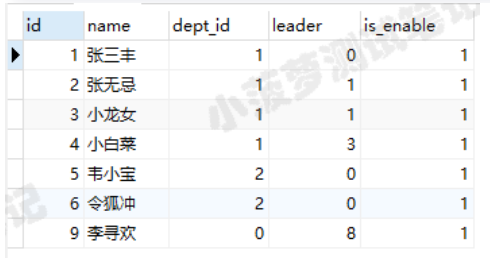 id name dept_id leader is_enable
1 张三丰 1 0 1
2 张无忌 1 1 1
3 小龙女 1 1 1
4 小白菜 1 3 1
5 韦小宝 2 0 1
6 令狐冲 2 0 1
9 李寻欢 0 8 1
小菠萝测试笔记
记